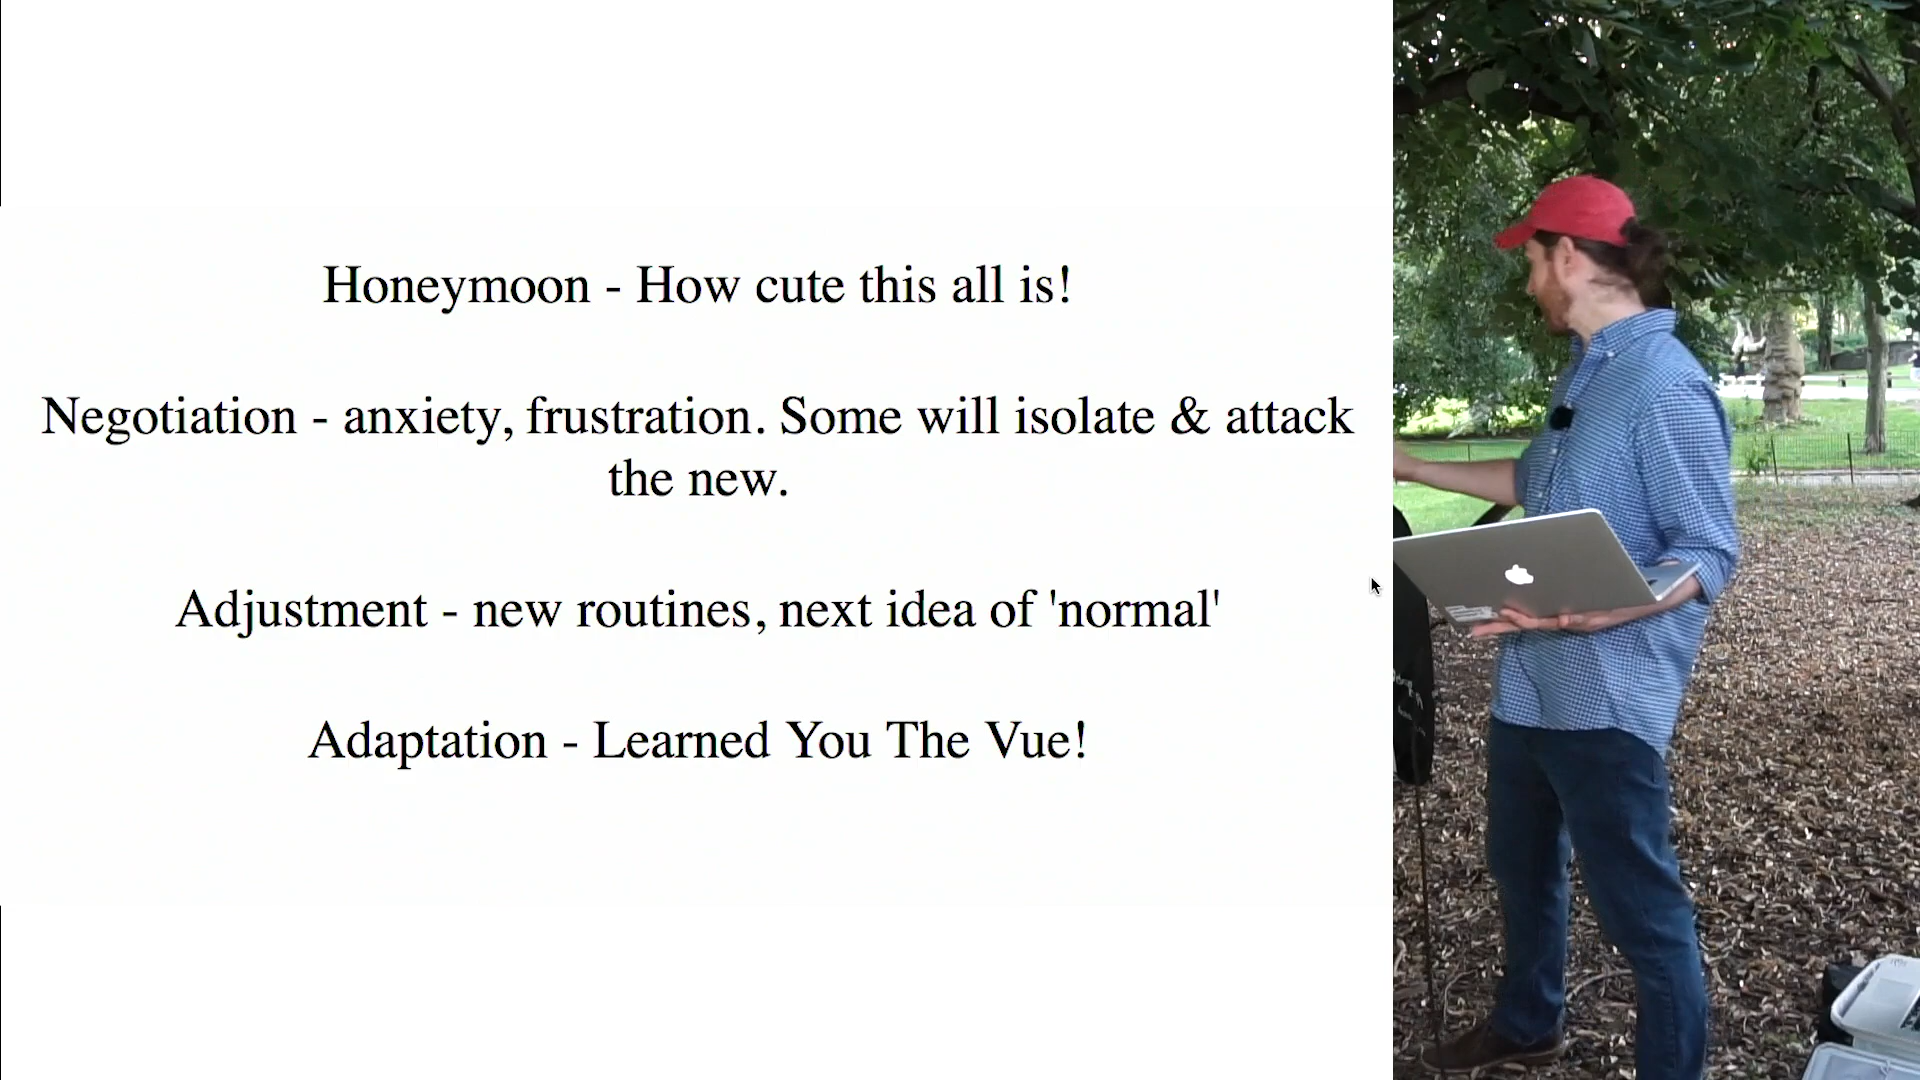 Honeymoon - How cute this all is!
Negotiation - anxiety, frustration. Some will isolate & attack
the new.
Adjustment - new routines, next idea of 'normal'
Adaptation - Learned You The Vue!